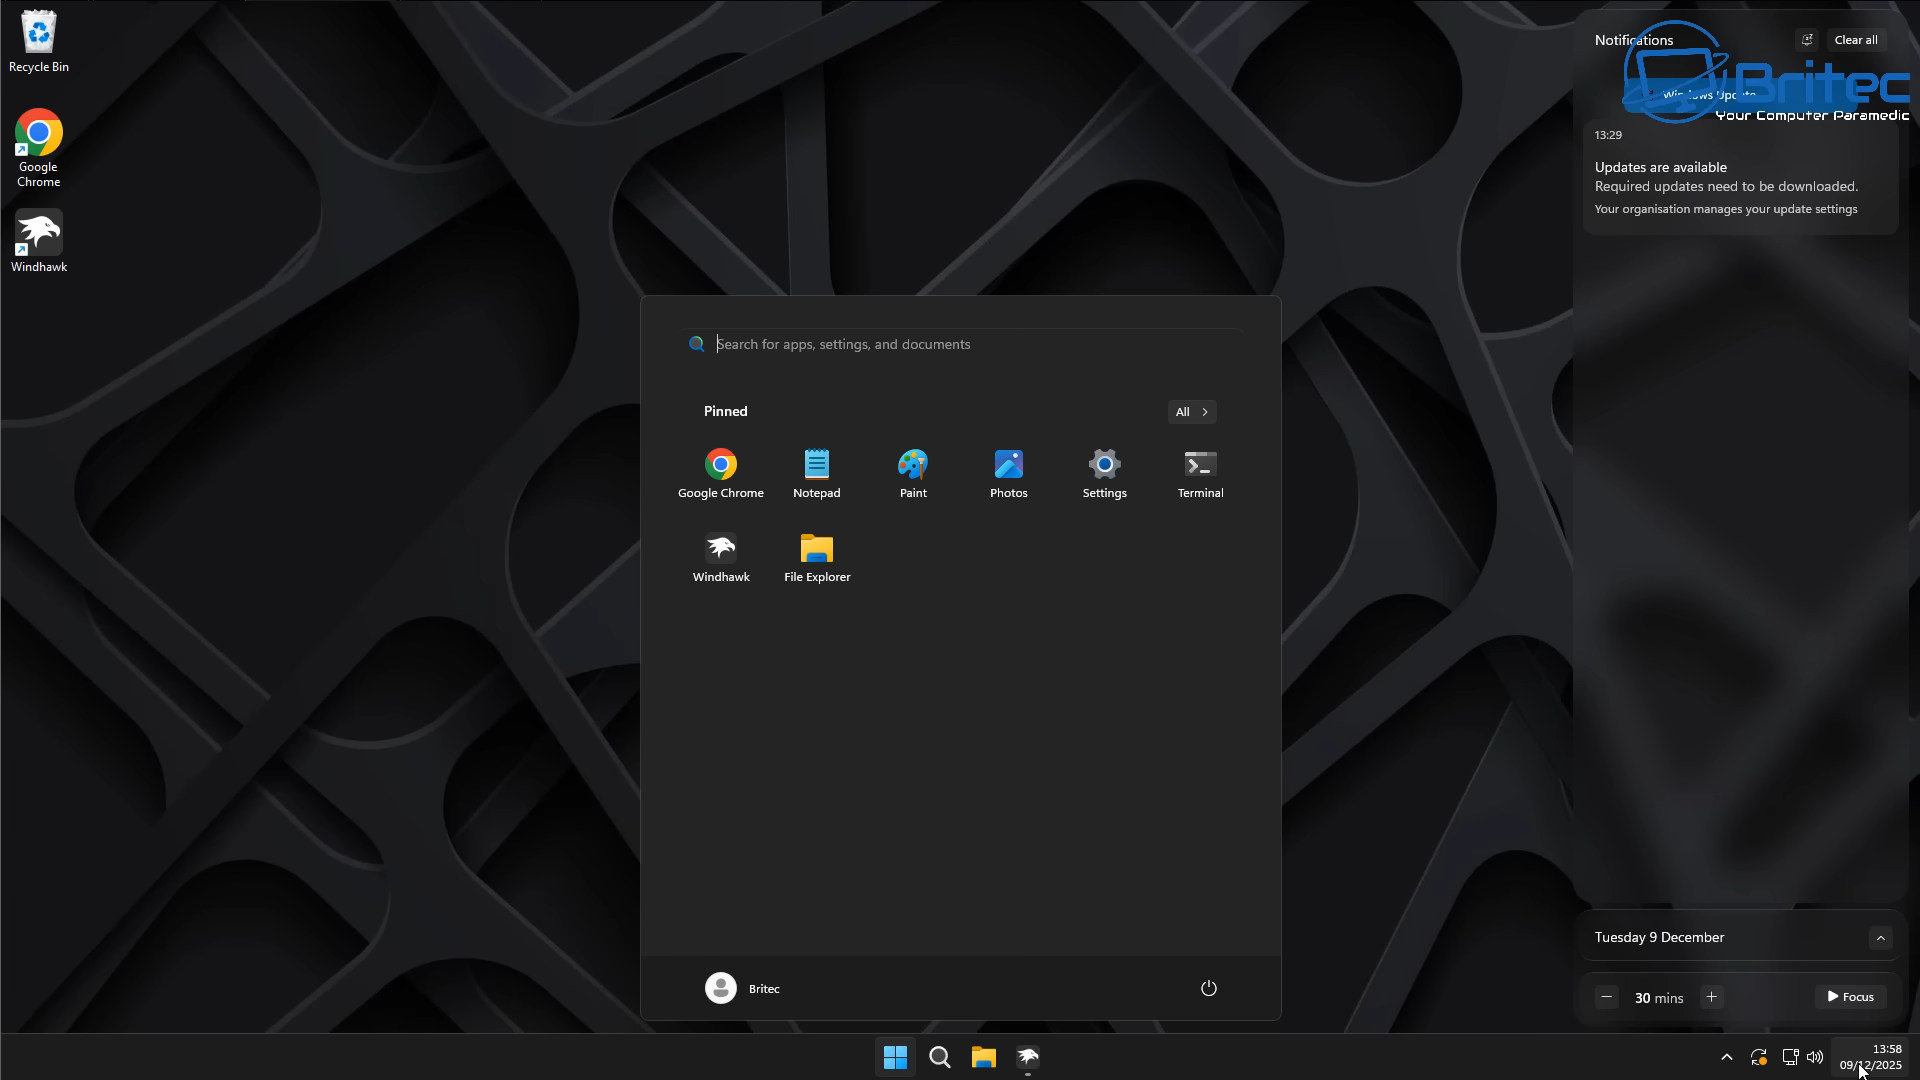 Recycle Bin
Google
Chrome
Windhawk
Notifications
Clear all
Britec
Your Computer Paramedic
Windows Update
13:29
Updates are available
Required updates need to be downloaded.
Your organisation manages your update settings
Search for apps, settings, and documents
Pinned
All
Google Chrome
Notepad
Paint
Photos
Settings
Terminal
Windhawk
File Explorer
Britec
Tuesday 9 December
30 mins
Focus
13:58
09/12/2025